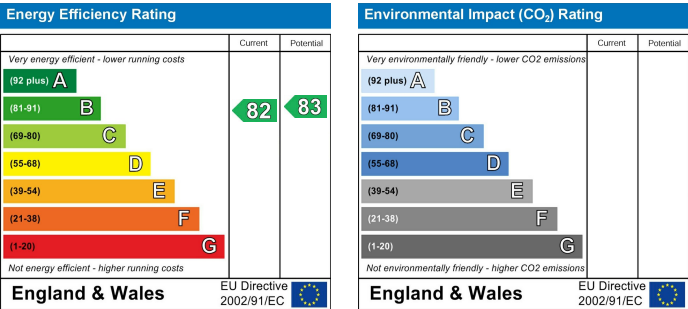 Energy Efficiency Rating
Current Potential
Very energy efficient - lower running costs
(92 plus) A
(81-91) B
82 83
(69-80) C
(55-68) D
(39-54) E
(21-38) F
(1-20) G
Not energy efficient - higher running costs
England & Wales
EU Directive
2002/91/EC
Environmental Impact (CO₂) Rating
Current Potential
Very environmentally friendly - lower CO2 emissions
(92 plus) A
(81-91) B
(69-80) C
(55-68) D
(39-54) E
(21-38) F
(1-20) G
Not environmentally friendly - higher CO2 emissions
England & Wales
EU Directive
2002/91/EC